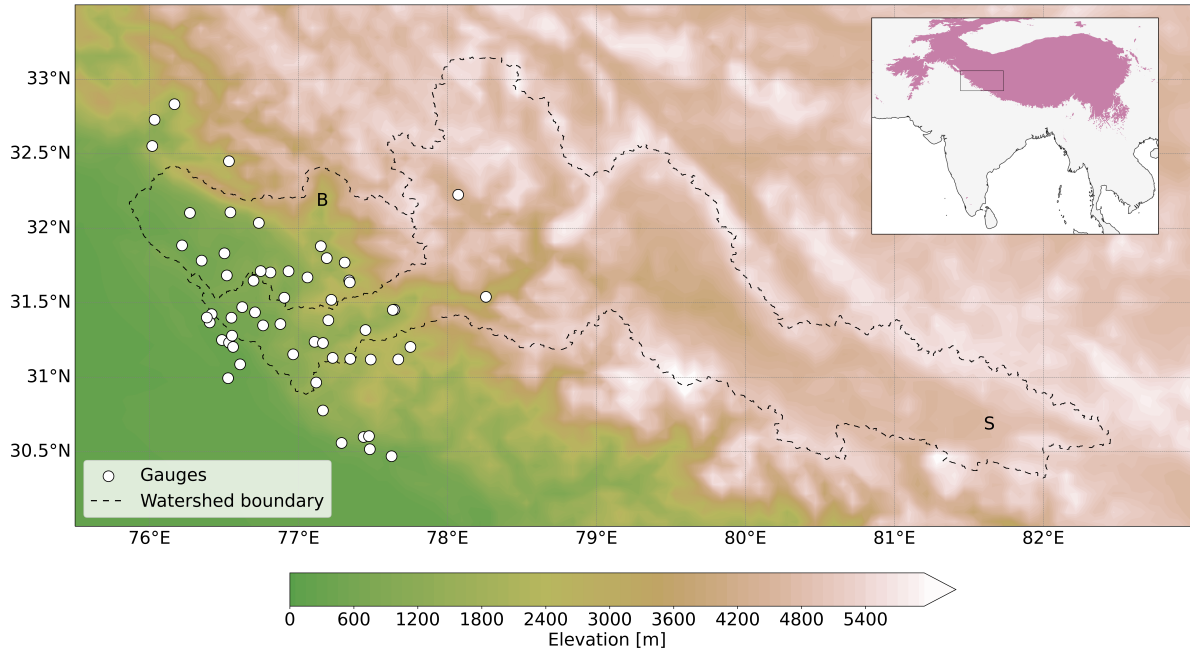 33°N
32.5°N
32°N
31.5°N
31°N
30.5°N
B
S
Gauges
Watershed boundary
76°E 77°E 78°E 79°E 80°E 81°E 82°E
0 600 1200 1800 2400 3000 3600 4200 4800 5400
Elevation [m]